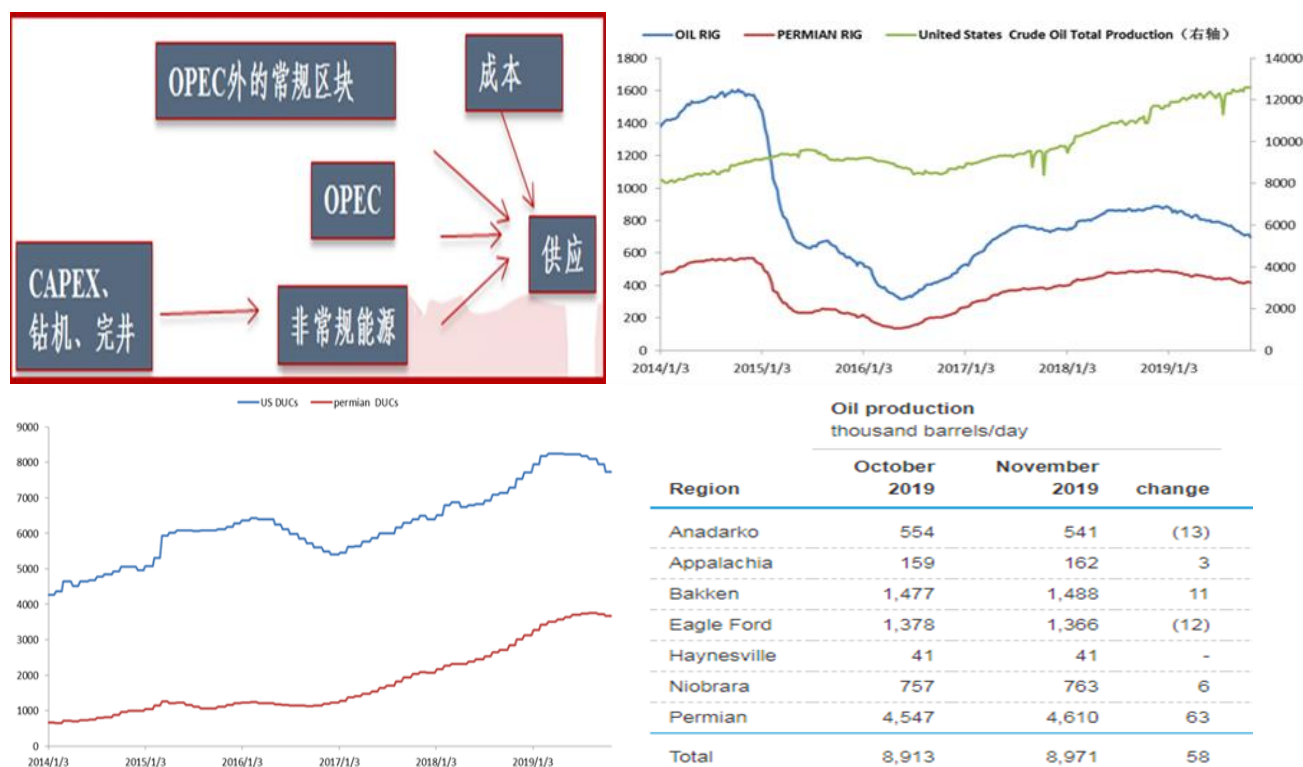 OPEC外的常规区块
成本
OPEC
供应
CAPEX、
钻机、完井
非常规能源
OIL RIG PERMIAN RIG United States Crude Oil Total Production（右轴）
1800 14000
1600 12000
1400
1200 10000
1000 8000
800 6000
600
400 4000
200 2000
0 0
2014/1/3 2015/1/3 2016/1/3 2017/1/3 2018/1/3 2019/1/3
US DUCs permian DUCs
9000
8000
7000
6000
5000
4000
3000
2000
1000
0
2014/1/3 2015/1/3 2016/1/3 2017/1/3 2018/1/3 2019/1/3
Oil production
thousand barrels/day
October November
Region 2019 2019 change
Anadarko 554 541 (13)
Appalachia 159 162 3
Bakken 1,477 1,488 11
Eagle Ford 1,378 1,366 (12)
Haynesville 41 41 -
Niobrara 757 763 6
Permian 4,547 4,610 63
Total 8,913 8,971 58